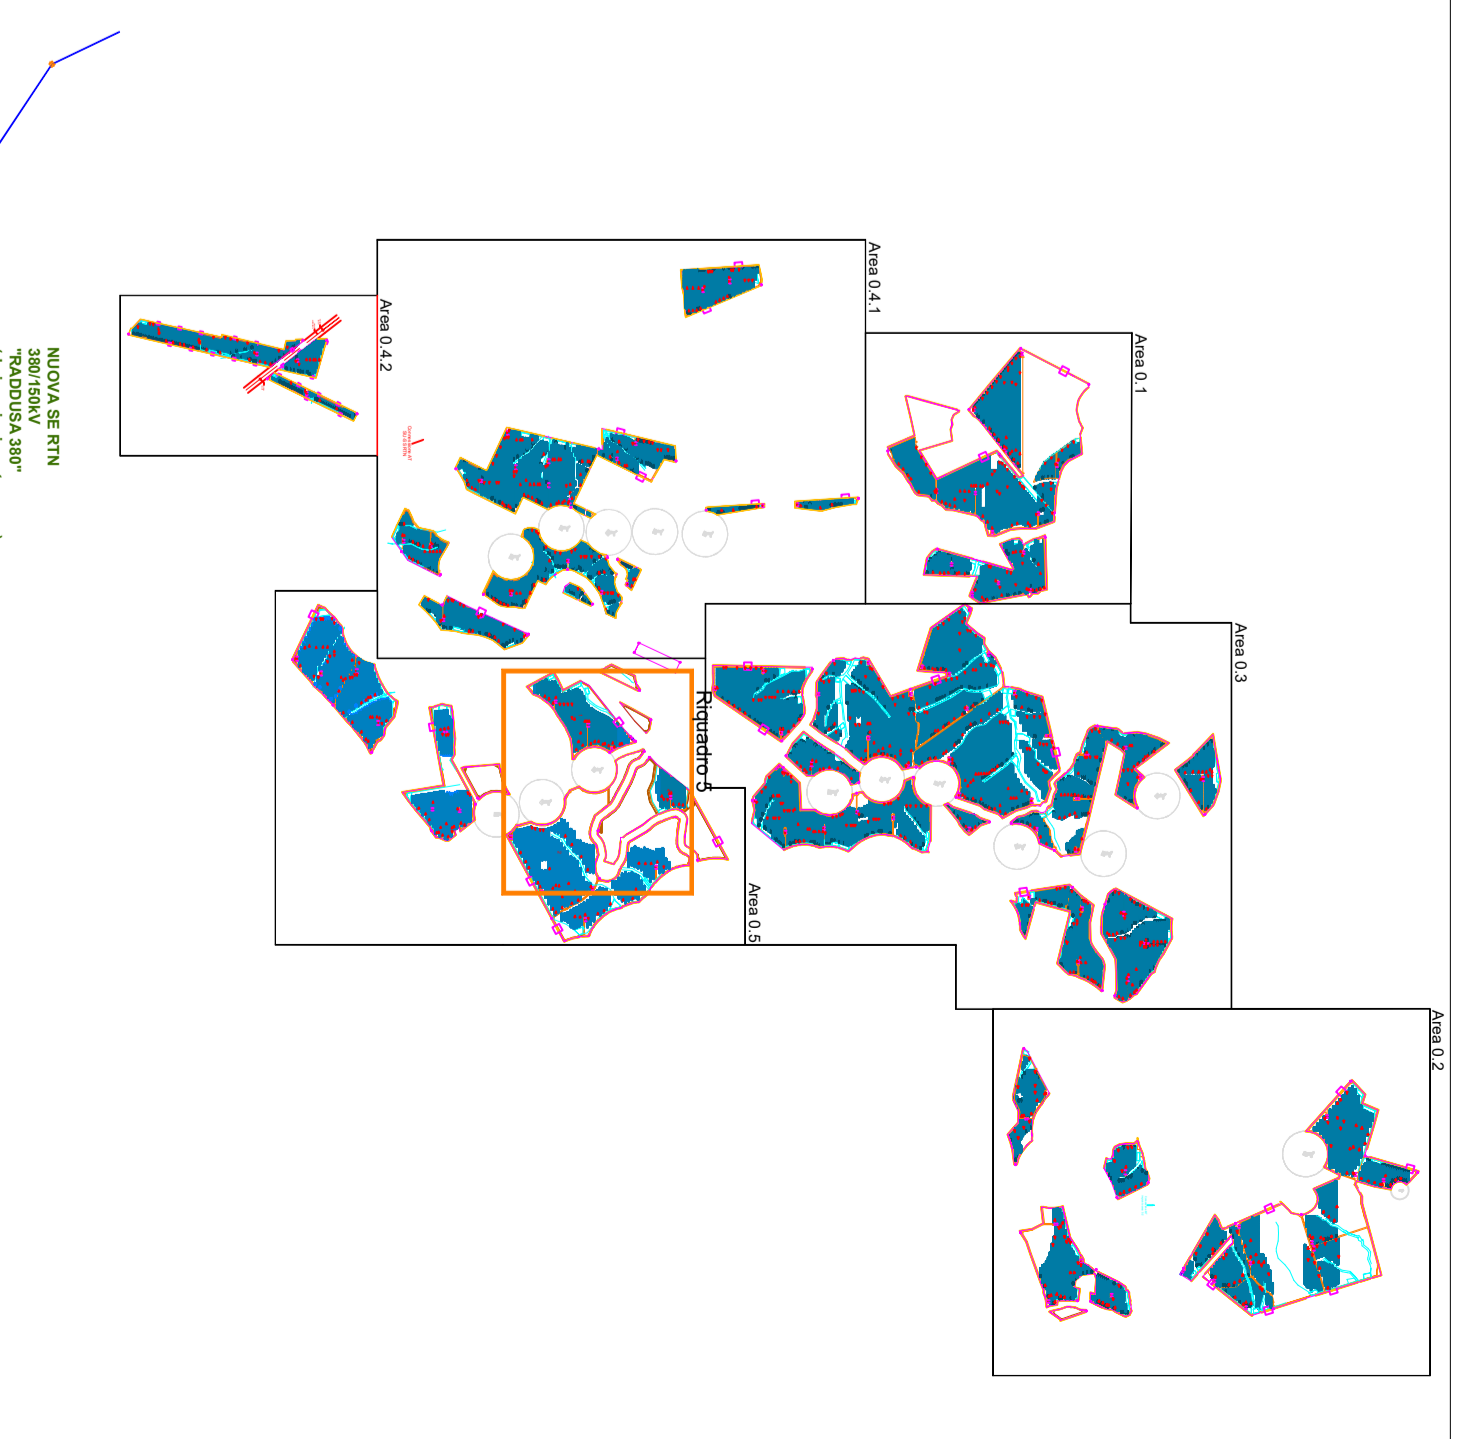 Area 0.4.1
Area 0.1
Area 0.4.2
NUOVA SE RTN
380/150kV
"RADDUSA 380"
Area 0.3
Riquadro 5
Area 0.5
Area 0.2